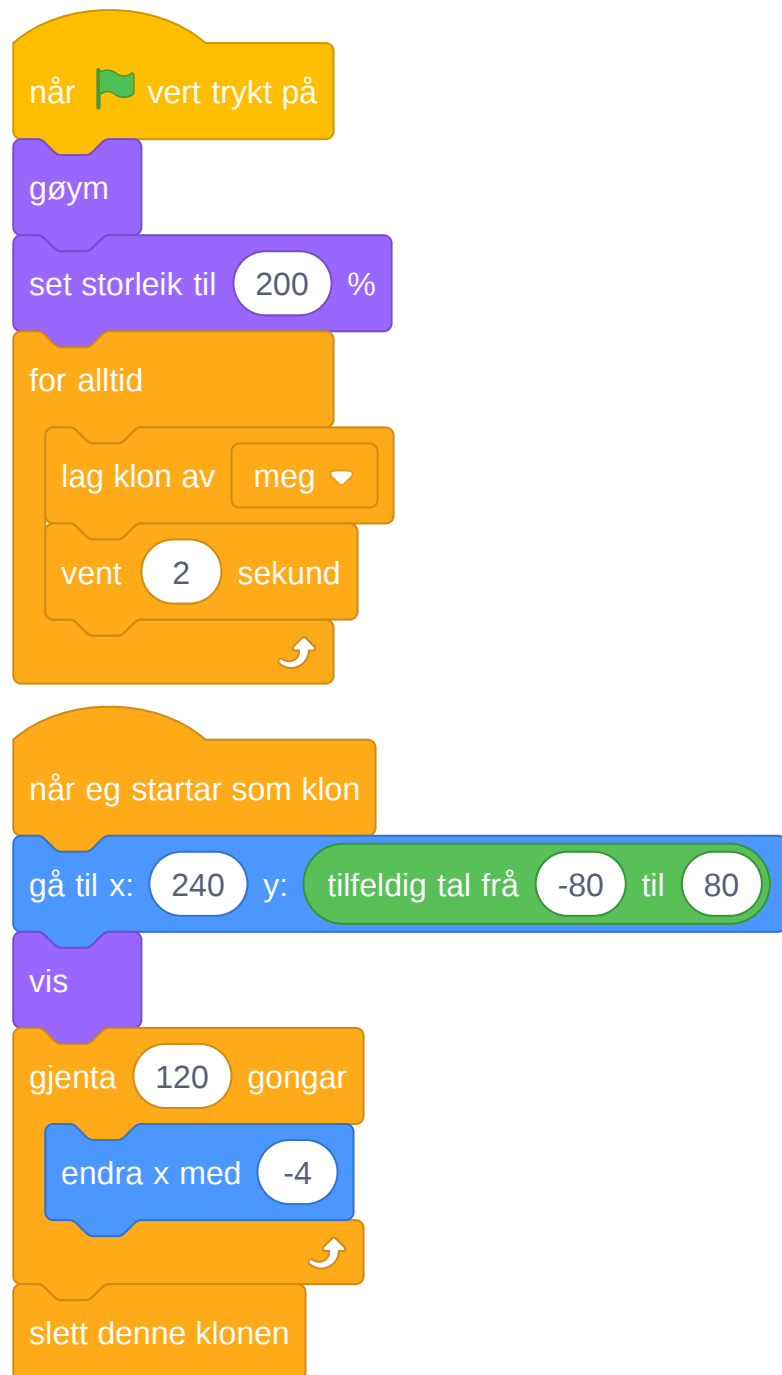 når vert trykt på
gøym
set storleik til 200 %
for alltid
lag klon av meg
vent 2 sekund
når eg startar som klon
gå til x: 240 y: tilfeldig tal frå -80 til 80
vis
gjenta 120 gongar
endra x med -4
slett denne klonen